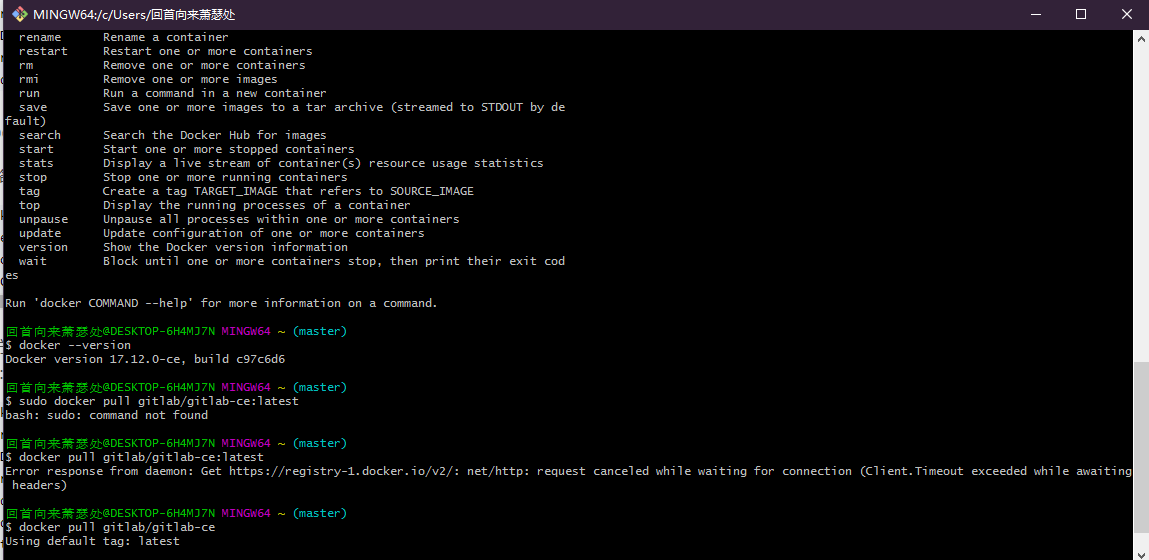 MINGW64:/c/Users/回首向来萧瑟处
rename Rename a container
restart Restart one or more containers
rm Remove one or more containers
rmi Remove one or more images
run Run a command in a new container
save Save one or more images to a tar archive (streamed to STDOUT by de
fault)
search Search the Docker Hub for images
start Start one or more stopped containers
stats Display a live stream of container(s) resource usage statistics
stop Stop one or more running containers
tag Create a tag TARGET_IMAGE that refers to SOURCE_IMAGE
top Display the running processes of a container
unpause Unpause all processes within one or more containers
update Update configuration of one or more containers
version Show the Docker version information
wait Block until one or more containers stop, then print their exit cod
es
Run 'docker COMMAND --help' for more information on a command.
回首向来萧瑟处@DESKTOP-6H4MJ7N MINGW64 ~ (master)
$ docker --version
Docker version 17.12.0-ce, build c97c6d6
回首向来萧瑟处@DESKTOP-6H4MJ7N MINGW64 ~ (master)
$ sudo docker pull gitlab/gitlab-ce:latest
bash: sudo: command not found
回首向来萧瑟处@DESKTOP-6H4MJ7N MINGW64 ~ (master)
$ docker pull gitlab/gitlab-ce:latest
Error response from daemon: Get https://registry-1.docker.io/v2/: net/http: request canceled while waiting for connection (Client.Timeout exceeded while awaiting
headers)
回首向来萧瑟处@DESKTOP-6H4MJ7N MINGW64 ~ (master)
$ docker pull gitlab/gitlab-ce
Using default tag: latest